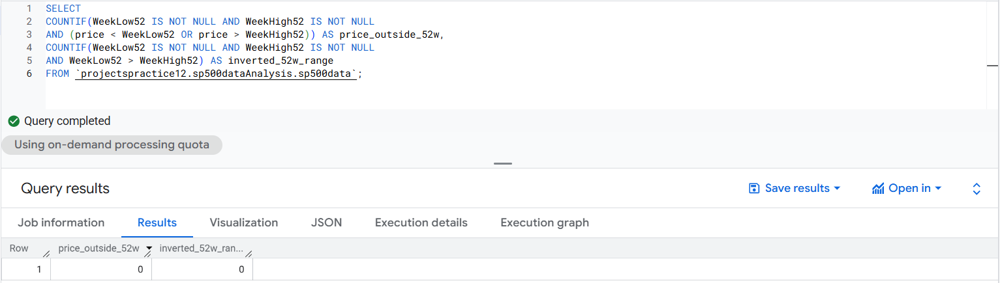 1 SELECT
2 COUNTIF(WeekLow52 IS NOT NULL AND WeekHigh52 IS NOT NULL
3 AND (price < WeekLow52 OR price > WeekHigh52)) AS price_outside_52w,
4 COUNTIF(WeekLow52 IS NOT NULL AND WeekHigh52 IS NOT NULL
5 AND WeekLow52 > WeekHigh52) AS inverted_52w_range
6 FROM `projectspractice12.sp500dataAnalysis.sp500data`;
Query completed
Using on-demand processing quota
Query results Save results Open in
Job information Results Visualization JSON Execution details Execution graph
Row price_outside_52w inverted_52w_ran...
1 0 0